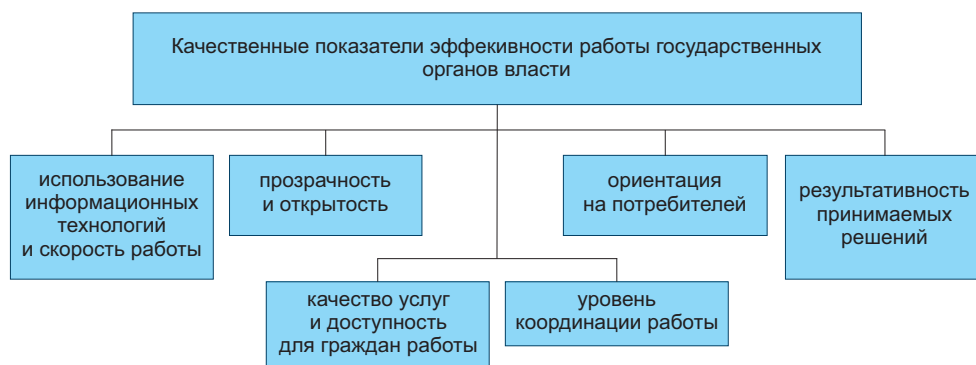 Качественные показатели эффекивности работы государственных
органов власти
использование
информационных
технологий
и скорость работы
прозрачность
и открытость
ориентация
на потребителей
результативность
принимаемых
решений
качество услуг
и доступность
для граждан работы
уровень
координации работы